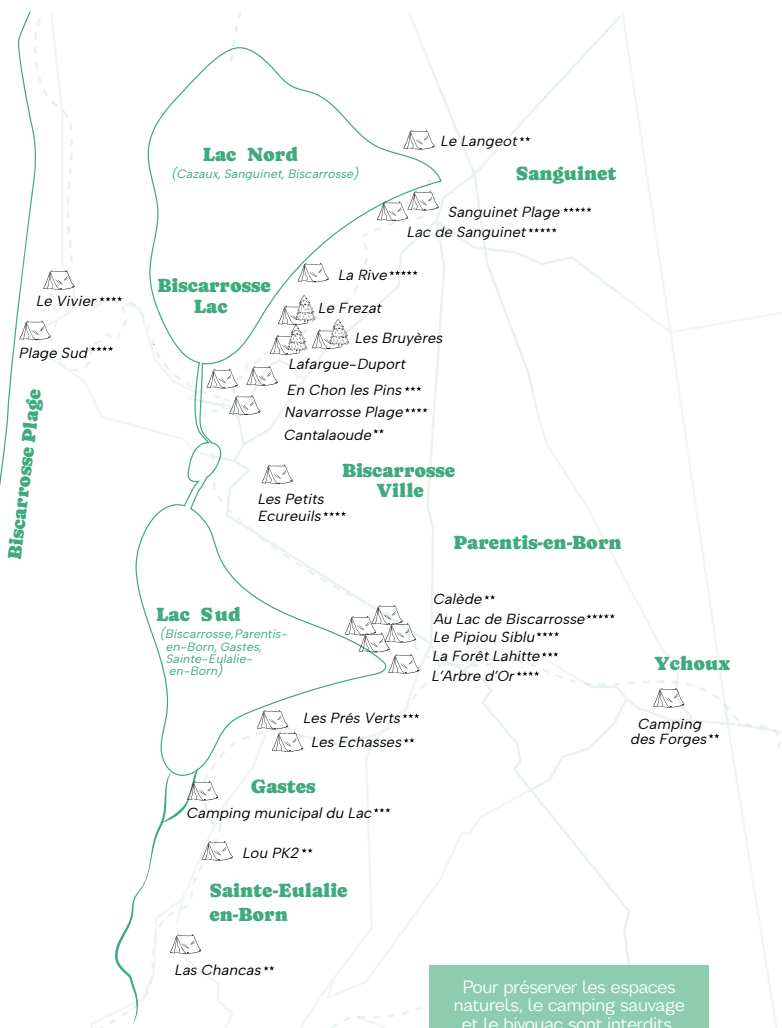 Le Langeot **
Lac Nord
(Cazaux, Sanguinet, Biscarrosse)
Sanguinet
Sanguinet Plage *****
Lac de Sanguinet *****
La Rive *****
Biscarrosse
Lac
Le Vivier ****
Le Frezat
Les Bruyères
Plage Sud ****
Lafargue-Duport
En Chon les Pins ***
Navarrosse Plage ****
Cantalaoude **
Biscarrosse Plage
Biscarrosse
Ville
Les Petits
Ecureuils ****
Parentis-en-Born
Calède **
Au Lac de Biscarrosse *****
Le Pipiou Siblu ****
La Forêt Lahitte ***
L'Arbre d'Or ****
Lac Sud
(Biscarrosse,Parentis-
en-Born, Gastes,
Sainte-Eulalie-
en-Born)
Ychoux
Camping
des Forges **
Les Prés Verts ***
Les Echasses **
Gastes
Camping municipal du Lac ***
Lou PK2 **
Sainte-Eulalie
en-Born
Las Chancas **
Pour préserver les espaces
naturels, le camping sauvage
et le bivouac sont interdits